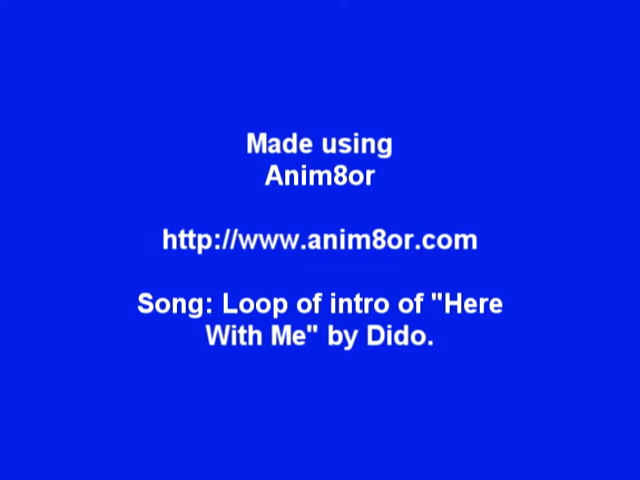 Made using
Anim8or
http://www.anim8or.com
Song: Loop of intro of "Here
With Me" by Dido.